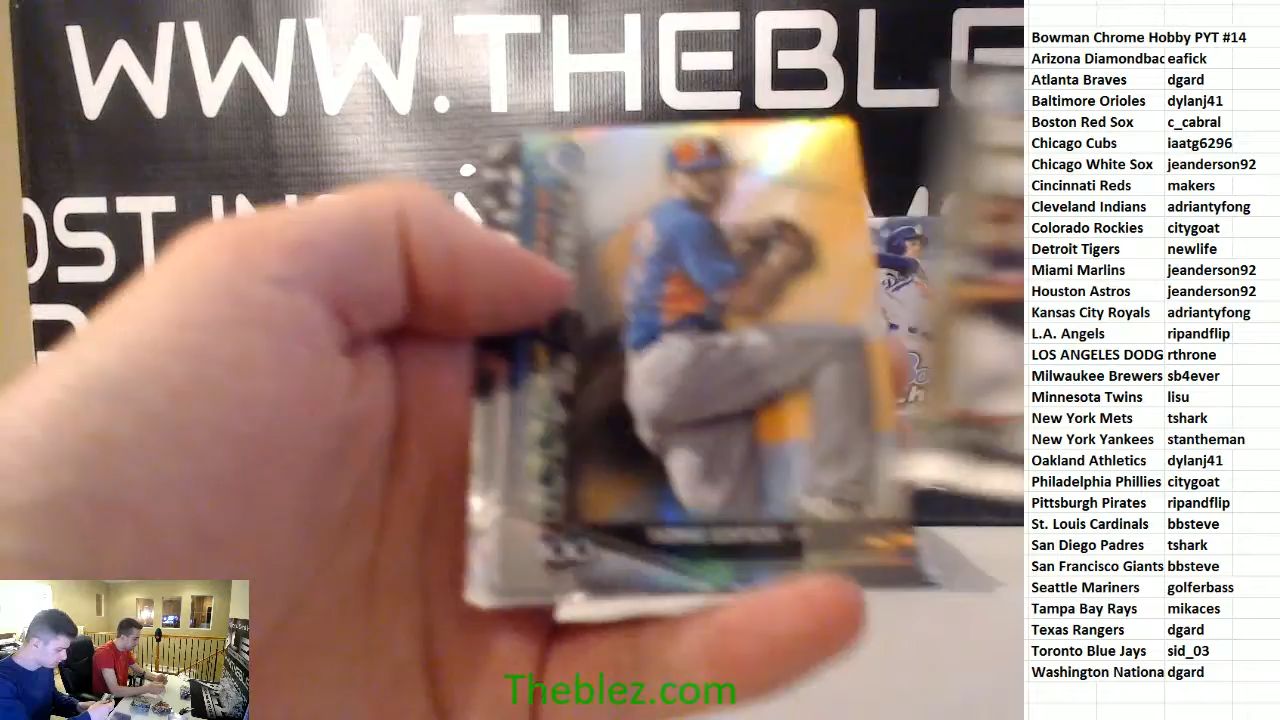 WWW.THEBLE
OST IN
Bowman Chrome Hobby PYT #14
Arizona Diamondbac eafick
Atlanta Braves dgard
Baltimore Orioles dylanj41
Boston Red Sox c_cabral
Chicago Cubs iaatg6296
Chicago White Sox jeanderson92
Cincinnati Reds makers
Cleveland Indians adriantyfong
Colorado Rockies citygoat
Detroit Tigers newlife
Miami Marlins jeanderson92
Houston Astros jeanderson92
Kansas City Royals adriantyfong
L.A. Angels ripandflip
LOS ANGELES DODG rthrone
Milwaukee Brewers sb4ever
Minnesota Twins lisu
New York Mets tshark
New York Yankees stantheman
Oakland Athletics dylanj41
Philadelphia Phillies citygoat
Pittsburgh Pirates ripandflip
St. Louis Cardinals bbsteve
San Diego Padres tshark
San Francisco Giants bbsteve
Seattle Mariners golferbass
Tampa Bay Rays mikaces
Texas Rangers dgard
Toronto Blue Jays sid_03
Washington Nationa dgard
Theblez.com